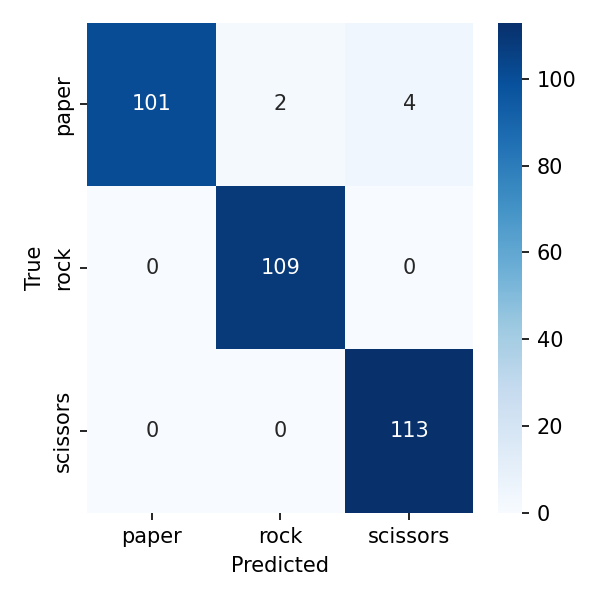 100
80
60
40
20
0
True
paper 101 2 4
rock 0 109 0
scissors 0 0 113
paper rock scissors
Predicted